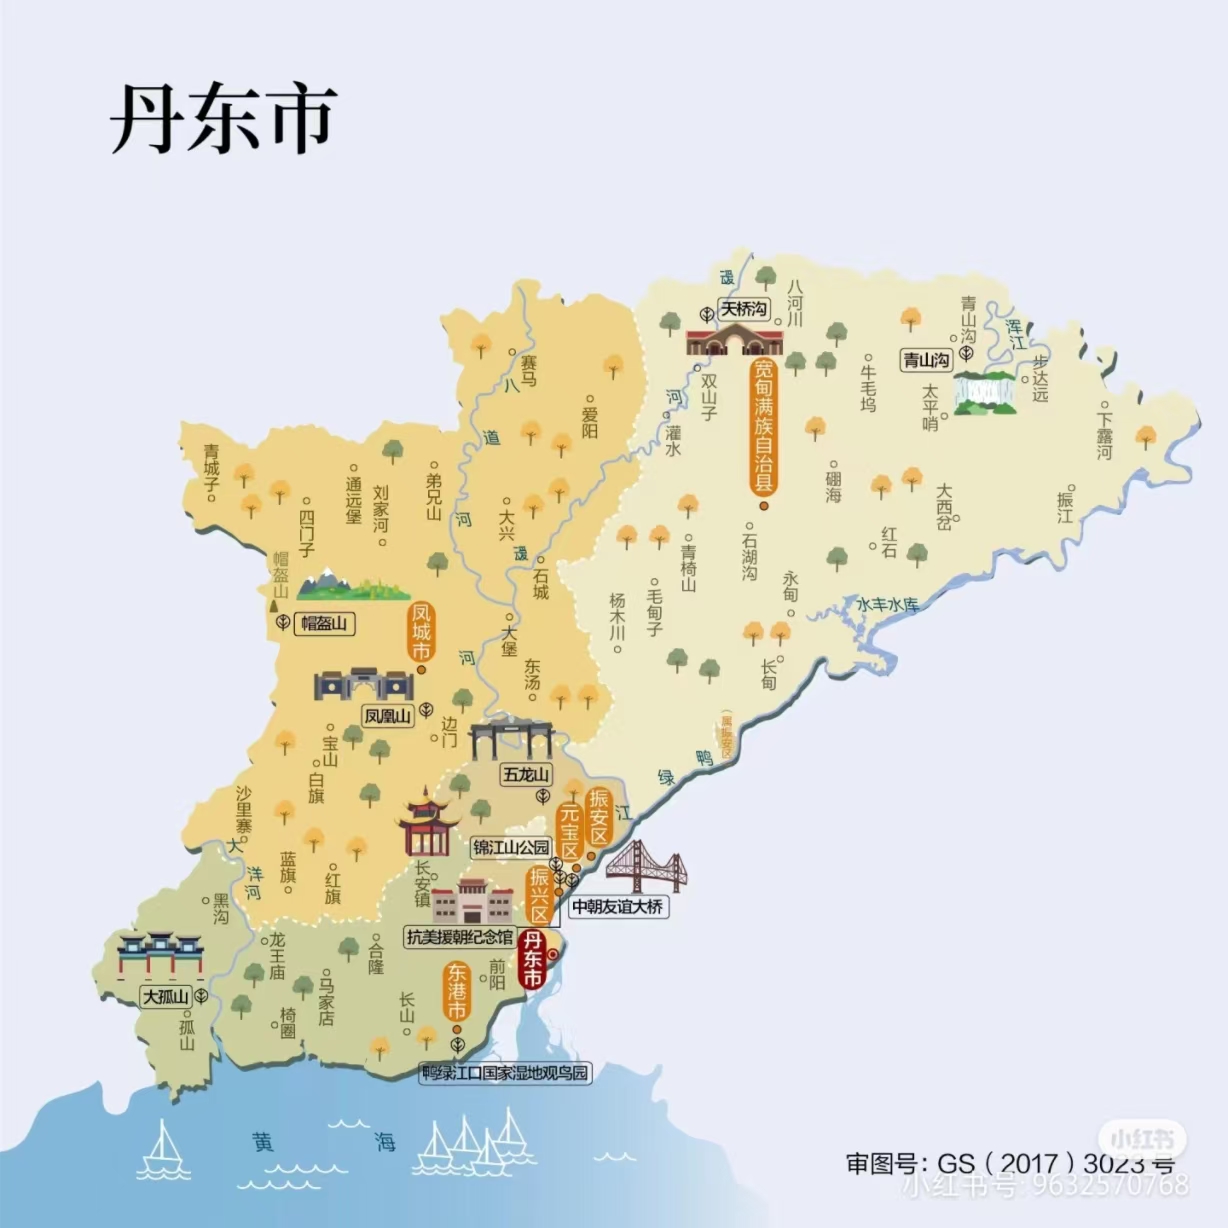 丹东市
叆
八河川
天桥沟
青山沟
浑江
青山沟
步达远
赛马
八
双山子
宽甸满族自治县
牛毛坞
太平哨
河
爱阳
灌水
下露河
道
青城子
通远堡
刘家河
弟兄山
硼海
大西岔
振江
四门子
大兴
河
叆
石城
青椅山
石湖沟
红石
帽盔山
帽盔山
凤城市
杨木川
毛甸子
永甸
水丰水库
大堡
河
东汤
长甸
凤凰山
边门
(属振安区)
鸭
绿
江
宝山
白旗
五龙山
沙里寨
元宝区
振安区
大
洋河
锦江山公园
蓝旗
红旗
长安镇
振兴区
中朝友谊大桥
黑沟
抗美援朝纪念馆
丹东市
龙王庙
合隆
前阳
东港市
大孤山
马家店
长山
孤山
椅圈
鸭绿江口国家湿地观鸟园
黄海
小红书
审图号：GS（2017）3023号
小红书号: 9632570768